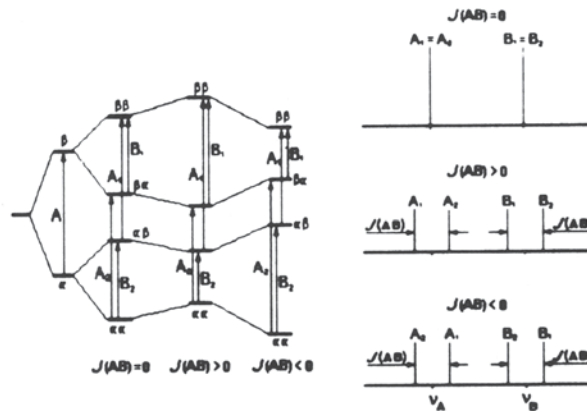 ββ
ββ
ββ
β
B₁
B₁
B₁
A₁
A₁
A₁
βα
βα
A
αβ
αβ
A₂
B₂
A₂
B₂
A₂
B₂
α
αα
αα
αα
J(AB)=0
J(AB)>0
J(AB)<0
J(AB)=0
A₁=A₂
B₁=B₂
J(AB)>0
A₁
A₂
B₁
B₂
J(AB)
J(AB)
J(AB)<0
A₂
A₁
B₂
B₁
J(AB)
J(AB)
ν_A
ν_B